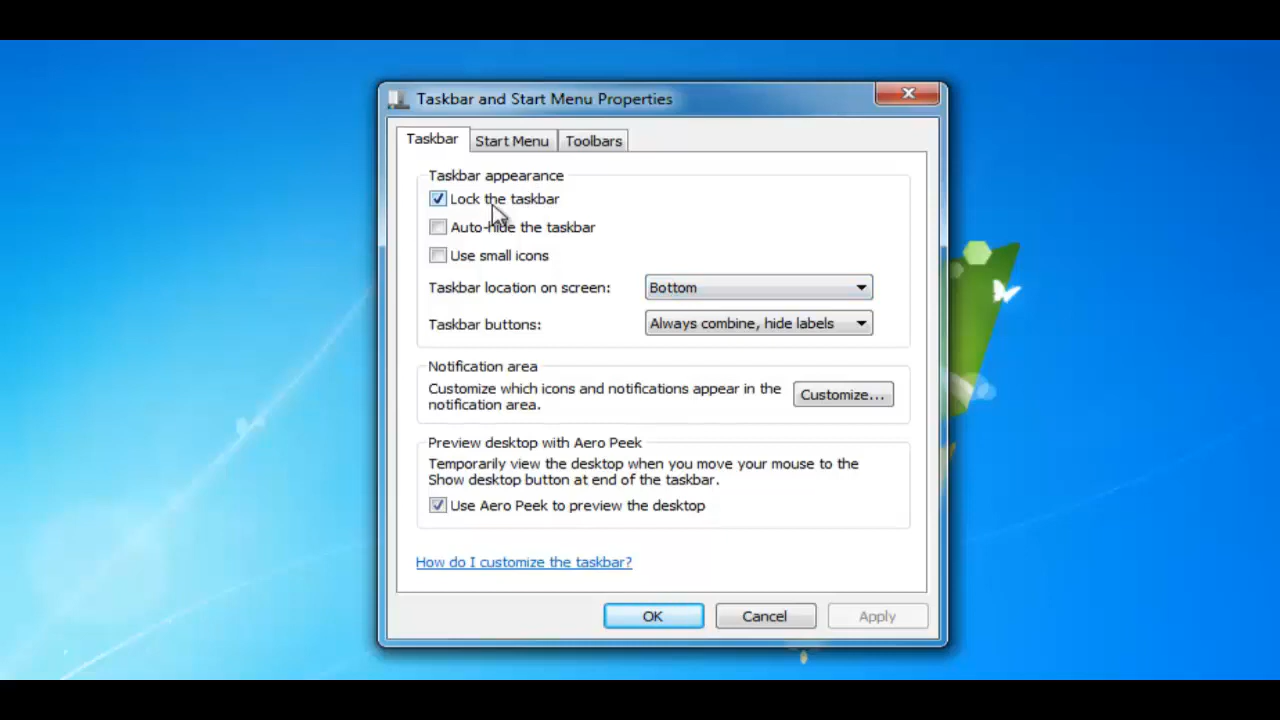 Taskbar and Start Menu Properties
Taskbar
Start Menu
Toolbars
Taskbar appearance
Lock the taskbar
Auto-hide the taskbar
Use small icons
Taskbar location on screen:
Bottom
Taskbar buttons:
Always combine, hide labels
Notification area
Customize which icons and notifications appear in the
notification area.
Customize...
Preview desktop with Aero Peek
Temporarily view the desktop when you move your mouse to the
Show desktop button at end of the taskbar.
Use Aero Peek to preview the desktop
How do I customize the taskbar?
OK
Cancel
Apply